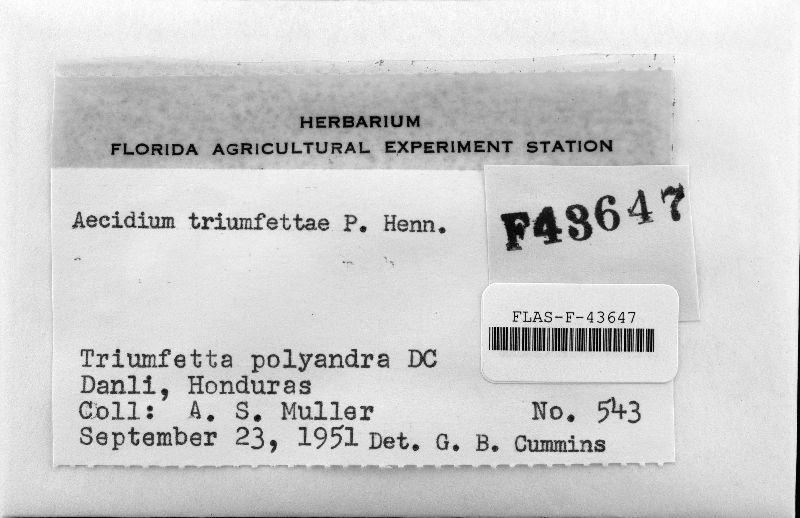 HERBARIUM
FLORIDA AGRICULTURAL EXPERIMENT STATION
Aecidium triumfettae P. Henn.
F43647
FLAS-F-43647
Triumfetta polyandra DC
Danli, Honduras
Coll: A. S. Muller No. 543
September 23, 1951 Det. G. B. Cummins